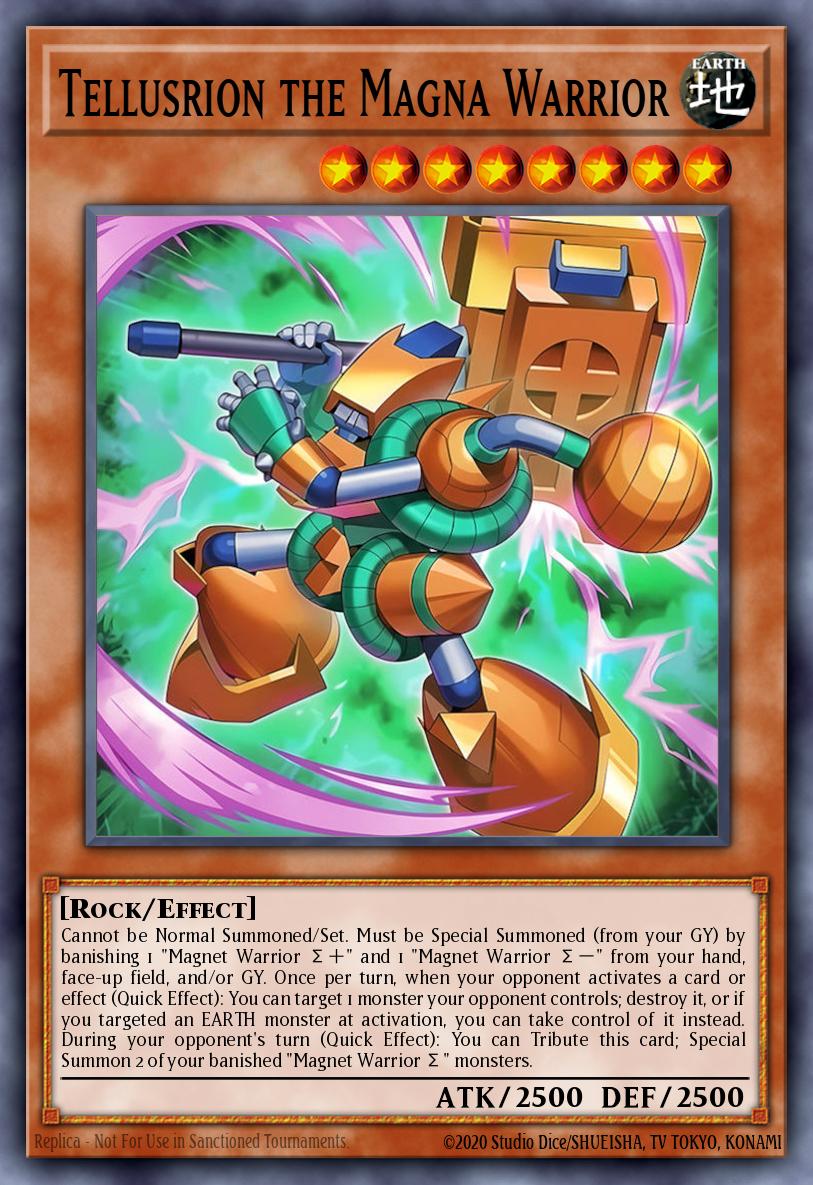 Tellusrion the Magna Warrior
EARTH
地
[Rock/Effect]
Cannot be Normal Summoned/Set. Must be Special Summoned (from your GY) by
banishing 1 "Magnet Warrior Σ+" and 1 "Magnet Warrior Σ-" from your hand,
face-up field, and/or GY. Once per turn, when your opponent activates a card or
effect (Quick Effect): You can target 1 monster your opponent controls; destroy it, or if
you targeted an EARTH monster at activation, you can take control of it instead.
During your opponent's turn (Quick Effect): You can Tribute this card; Special
Summon 2 of your banished "Magnet Warrior Σ" monsters.
ATK/2500 DEF/2500
Replica - Not For Use in Sanctioned Tournaments.
©2020 Studio Dice/SHUEISHA, TV TOKYO, KONAMI